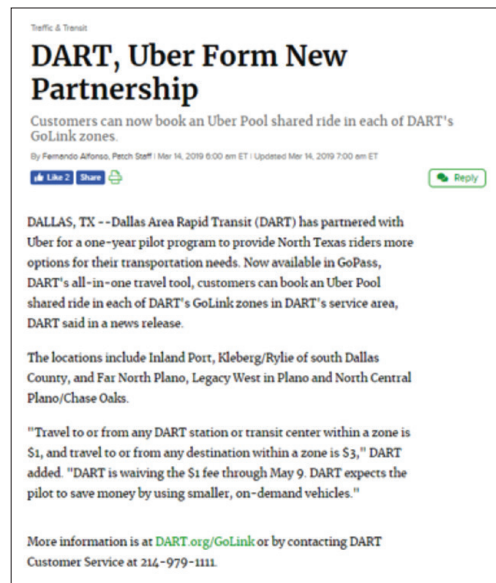 Traffic & Transit
DART, Uber Form New
Partnership
Customers can now book an Uber Pool shared ride in each of DART's
GoLink zones.
By Fernando Alfonso, Patch Staff | Mar 14, 2019 6:00 am ET | Updated Mar 14, 2019 7:00 am ET
Like 2 Share
Reply
DALLAS, TX --Dallas Area Rapid Transit (DART) has partnered with
Uber for a one-year pilot program to provide North Texas riders more
options for their transportation needs. Now available in GoPass,
DART's all-in-one travel tool, customers can book an Uber Pool
shared ride in each of DART's GoLink zones in DART's service area,
DART said in a news release.
The locations include Inland Port, Kleberg/Rylie of south Dallas
County, and Far North Plano, Legacy West in Plano and North Central
Plano/Chase Oaks.
"Travel to or from any DART station or transit center within a zone is
$1, and travel to or from any destination within a zone is $3," DART
added. "DART is waiving the $1 fee through May 9. DART expects the
pilot to save money by using smaller, on-demand vehicles."
More information is at DART.org/GoLink or by contacting DART
Customer Service at 214-979-1111.